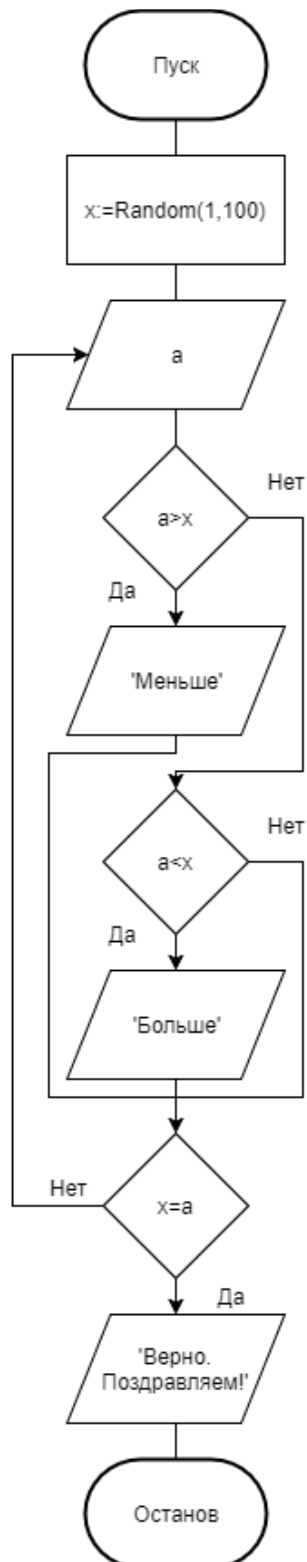 Пуск
x:=Random(1,100)
a
a>x
Нет
Да
'Меньше'
a<x
Нет
Да
'Больше'
x=a
Нет
Да
'Верно.
Поздравляем!'
Останов